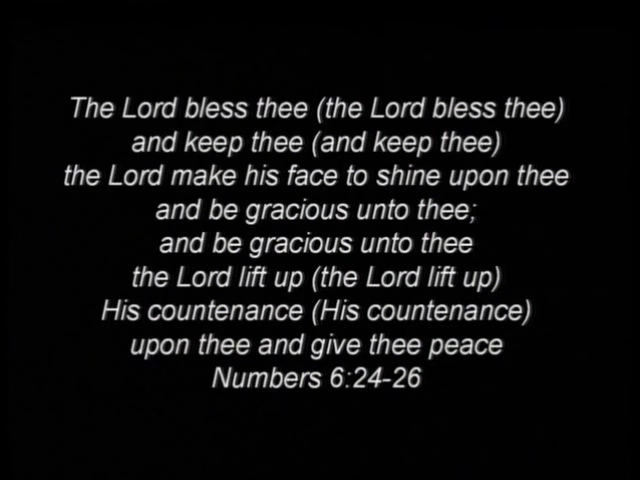 The Lord bless thee (the Lord bless thee)
and keep thee (and keep thee)
the Lord make his face to shine upon thee
and be gracious unto thee;
and be gracious unto thee
the Lord lift up (the Lord lift up)
His countenance (His countenance)
upon thee and give thee peace
Numbers 6:24-26